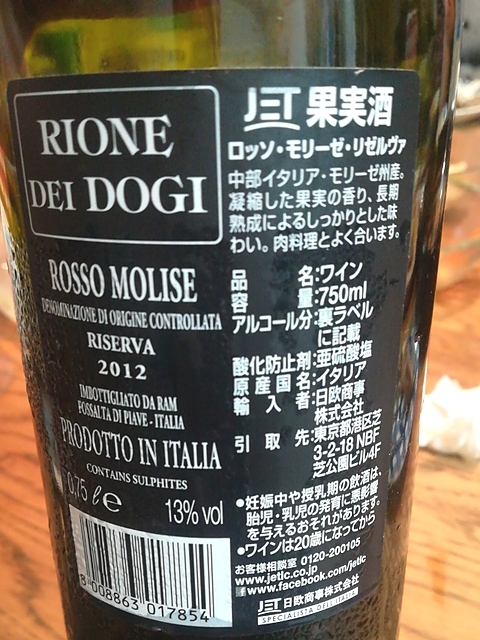 RIONE
DEI DOGI
ROSSO MOLISE
DENOMINAZIONE DI ORIGINE CONTROLLATA
RISERVA
2012
IMBOTTIGLIATO DA RAM
FOSSALTA DI PIAVE - ITALIA
PRODOTTO IN ITALIA
CONTAINS SULPHITES
0,75 ℓ e
13% vol
8 008863 017854
JET 果実酒
ロッソ・モリーゼ・リゼルヴァ
中部イタリア・モリーゼ州産。
凝縮した果実の香り、長期
熟成によるしっかりとした味
わい。肉料理とよく合います。
品名:ワイン
容量:750ml
アルコール分:裏ラベル
に記載
酸化防止剤:亜硫酸塩
原産国名:イタリア
輸入者:日欧商事
株式会社
引取先:東京都港区芝
3-2-18 NBF
芝公園ビル4F
●妊娠中や授乳期の飲酒は、
胎児・乳児の発育に悪影響
を与えるおそれがあります。
●ワインは20歳になってから
お客様相談室 0120-200105
www.jetlc.co.jp
www.facebook.com/jetlc
JET 日欧商事株式会社
SPECIALISTA DELL'ITALIA